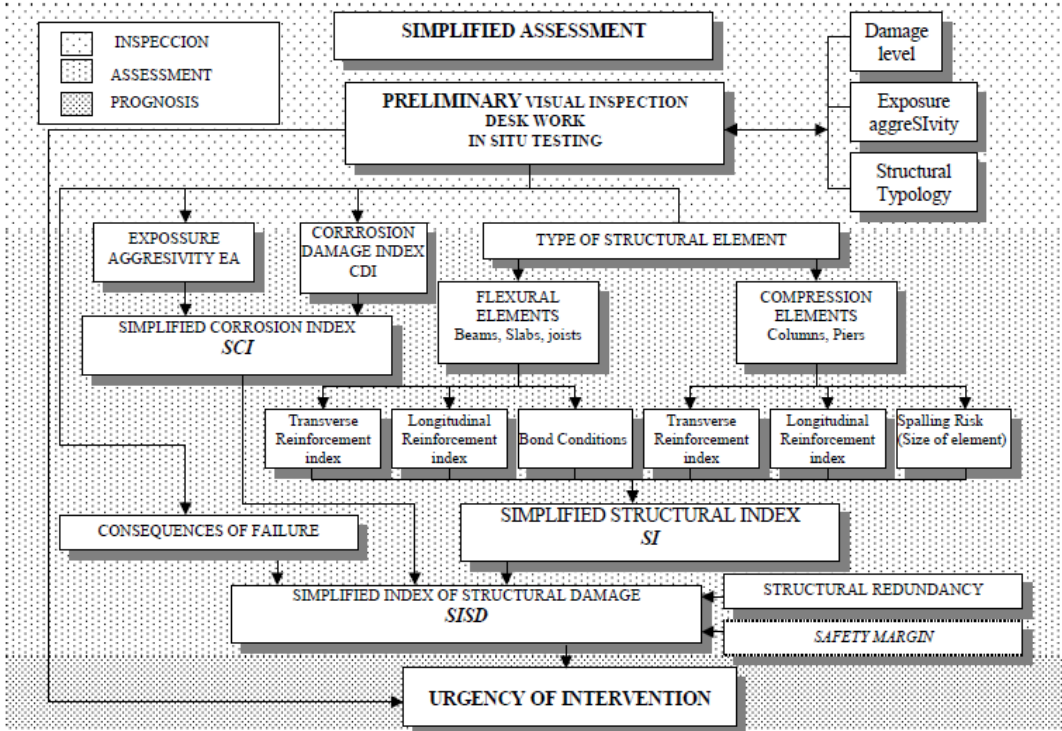 INSPECCION
ASSESSMENT
PROGNOSIS
SIMPLIFIED ASSESSMENT
PRELIMINARY VISUAL INSPECTION
DESK WORK
IN SITU TESTING
Damage
level
Exposure
aggreSIvity
Structural
Typology
EXPOSSURE
AGGRESIVITY EA
CORRROSION
DAMAGE INDEX
CDI
TYPE OF STRUCTURAL ELEMENT
SIMPLIFIED CORROSION INDEX
SCI
FLEXURAL
ELEMENTS
Beams, Slabs, joists
COMPRESSION
ELEMENTS
Columns, Piers
Transverse
Reinforcement
index
Longitudinal
Reinforcement
index
Bond Conditions
Transverse
Reinforcement
index
Longitudinal
Reinforcement
index
Spalling Risk
(Size of element)
CONSEQUENCES OF FAILURE
SIMPLIFIED STRUCTURAL INDEX
SI
SIMPLIFIED INDEX OF STRUCTURAL DAMAGE
SISD
STRUCTURAL REDUNDANCY
SAFETY MARGIN
URGENCY OF INTERVENTION